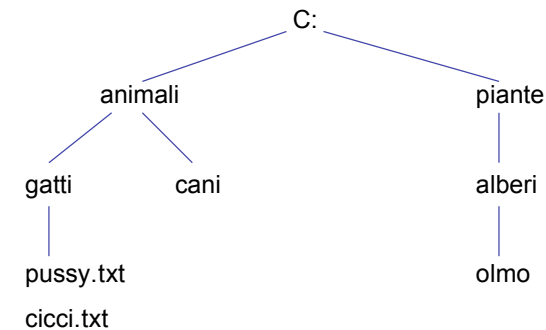 C:
animali piante
gatti cani alberi
pussy.txt olmo
cicci.txt